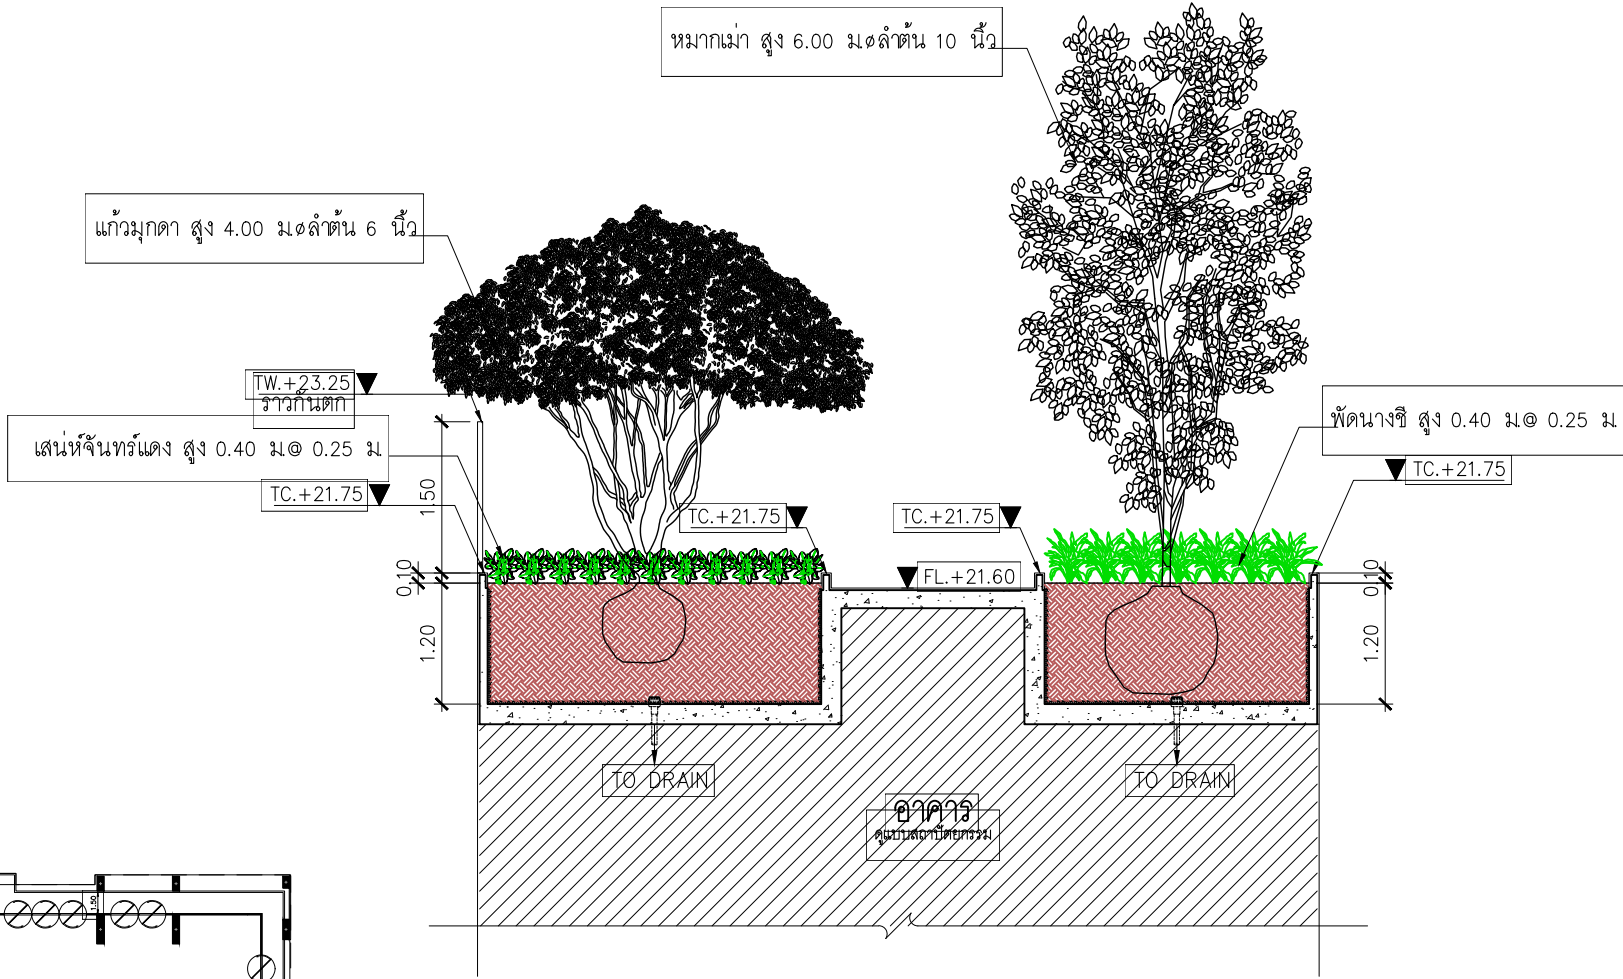 หมากเม่า สูง 6.00 ม.øลำต้น 10 นิ้ว
แก้วมุกดา สูง 4.00 ม.øลำต้น 6 นิ้ว
TW.+23.25
ราวกันตก
เสน่ห์จันทร์แดง สูง 0.40 ม.@ 0.25 ม.
พัดนางชี สูง 0.40 ม.@ 0.25 ม.
TC.+21.75
TC.+21.75
TC.+21.75
TC.+21.75
FL.+21.60
1.50
0.10
1.20
0.10
1.20
TO DRAIN
TO DRAIN
อาคาร
ดูแบบสถาปัตยกรรม
1.50